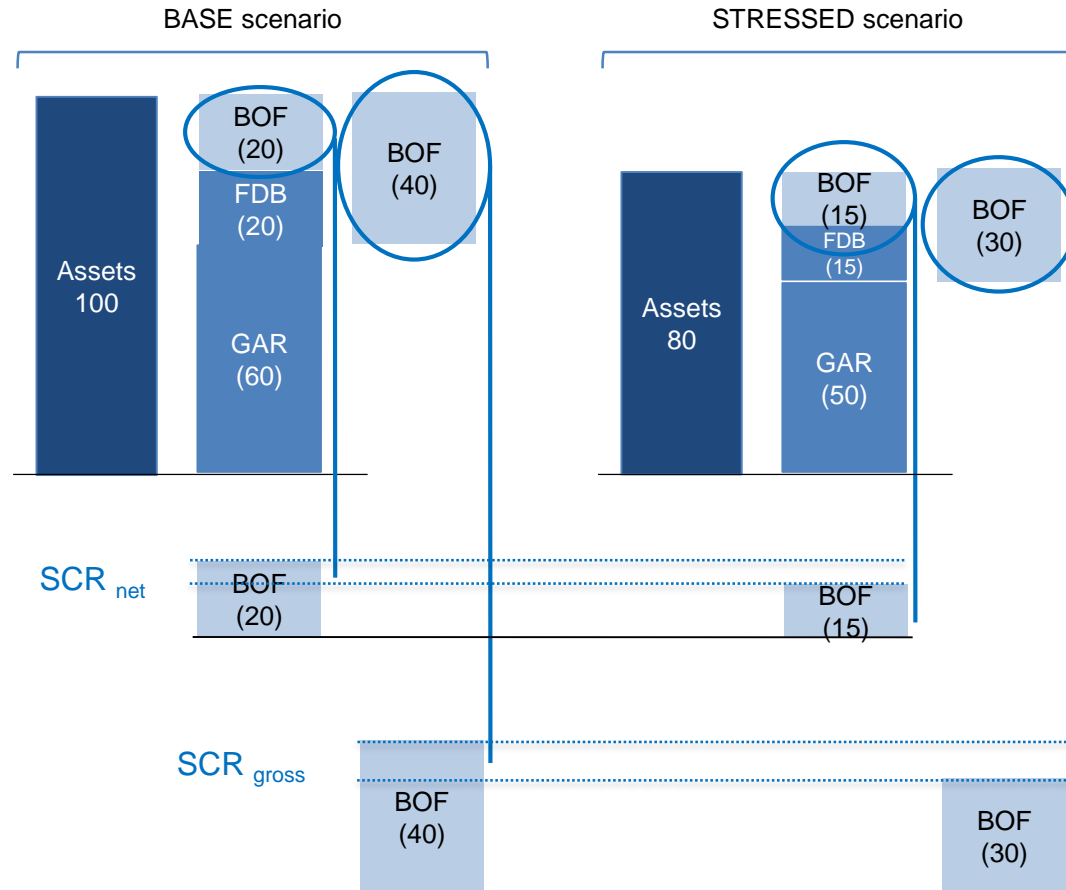 BASE scenario
STRESSED scenario
Assets
100
BOF
(20)
FDB
(20)
GAR
(60)
BOF
(40)
Assets
80
BOF
(15)
FDB
(15)
GAR
(50)
BOF
(30)
SCR net
BOF
(20)
BOF
(15)
SCR gross
BOF
(40)
BOF
(30)